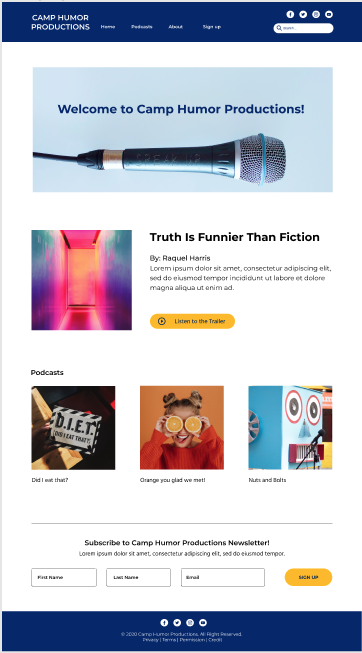 CAMP HUMOR
PRODUCTIONS
Home
Podcasts
About
Sign up
Welcome to Camp Humor Productions!
Truth Is Funnier Than Fiction
By: Raquel Harris
Lorem ipsum dolor sit amet, consectetur adipiscing elit,
sed do eiusmod tempor incididunt ut labore et dolore
magna aliqua ut enim ad.
Listen to the Trailer
Podcasts
D.I.E.T.
DID I EAT THAT?
Did I eat that?
Orange you glad we met!
Nuts and Bolts
Subscribe to Camp Humor Productions Newsletter!
Lorem ipsum dolor sit amet, consectetur adipiscing elit, sed do eiusmod tempor.
First Name
Last Name
Email
SIGN UP
© 2020 Camp Humor Productions. All Right Reserved.
Privacy | Terms | Permission | Credit